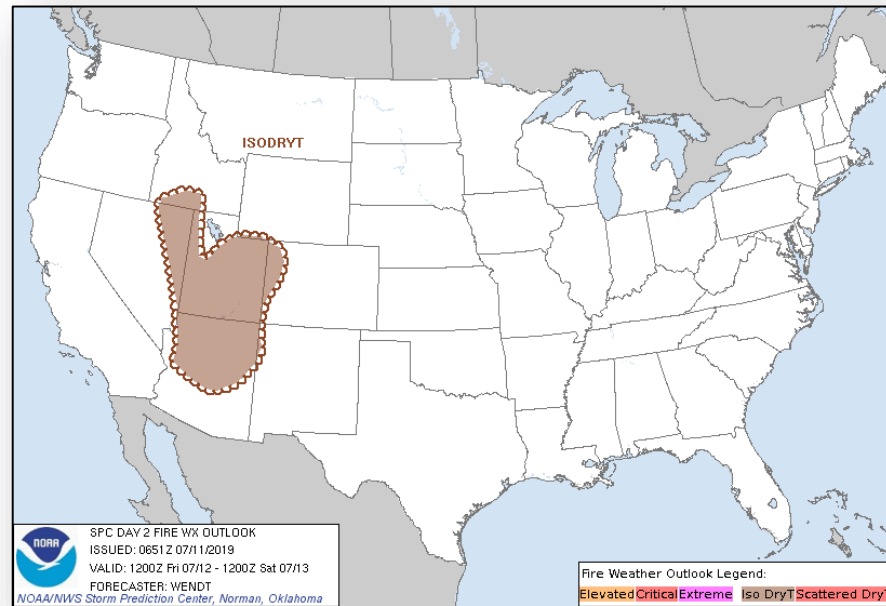 ISODRYT
NOAA
SPC DAY 2 FIRE WX OUTLOOK
ISSUED: 0651Z 07/11/2019
VALID: 1200Z Fri 07/12 - 1200Z Sat 07/13
FORECASTER: WENDT
NOAA/NWS Storm Prediction Center, Norman, Oklahoma
Fire Weather Outlook Legend:
Elevated Critical Extreme Iso DryT Scattered Dry